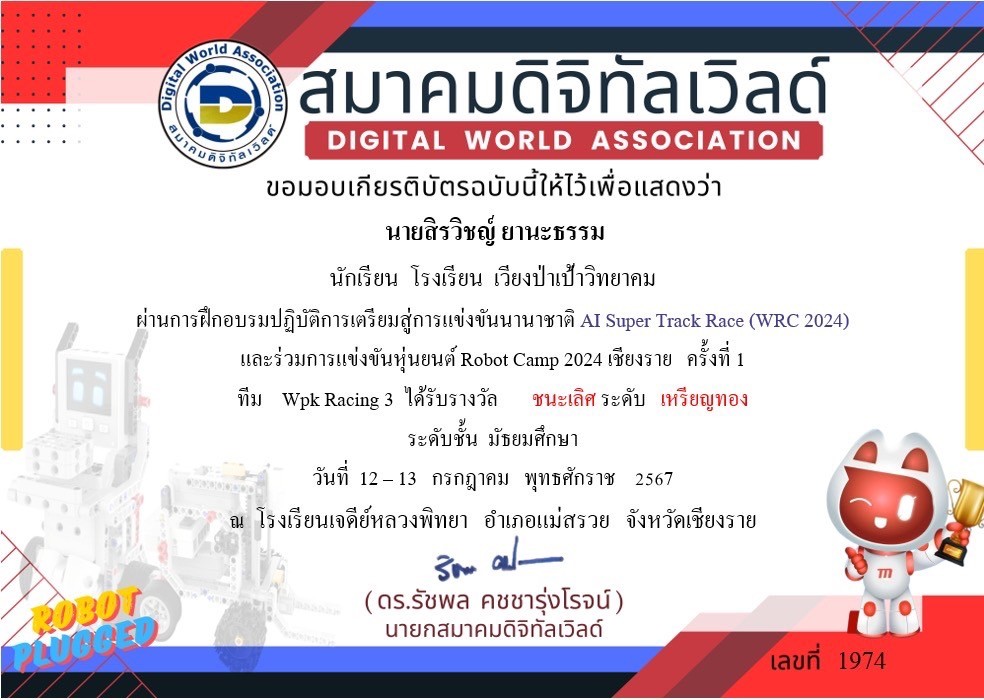 Digital World Association
สมาคมดิจิทัลเวิลด์
D
สมาคมดิจิทัลเวิลด์
DIGITAL WORLD ASSOCIATION
ขอมอบเกียรติบัตรฉบับนี้ให้ไว้เพื่อแสดงว่า
นายสิรวิชญ์ ยานะธรรม
นักเรียน โรงเรียน เวียงป่าเป้าวิทยาคม
ผ่านการฝึกอบรมปฏิบัติการเตรียมสู่การแข่งขันนานาชาติ AI Super Track Race (WRC 2024)
และร่วมการแข่งขันหุ่นยนต์ Robot Camp 2024 เชียงราย ครั้งที่ 1
ทีม Wpk Racing 3 ได้รับรางวัล ชนะเลิศ ระดับ เหรียญทอง
ระดับชั้น มัธยมศึกษา
วันที่ 12 – 13 กรกฎาคม พุทธศักราช 2567
ณ โรงเรียนเจดีย์หลวงพิทยา อำเภอแม่สรวย จังหวัดเชียงราย
( ดร.รัชพล คชชารุ่งโรจน์ )
นายกสมาคมดิจิทัลเวิลด์
ROBOT
PLUGGED
m
เลขที่ 1974